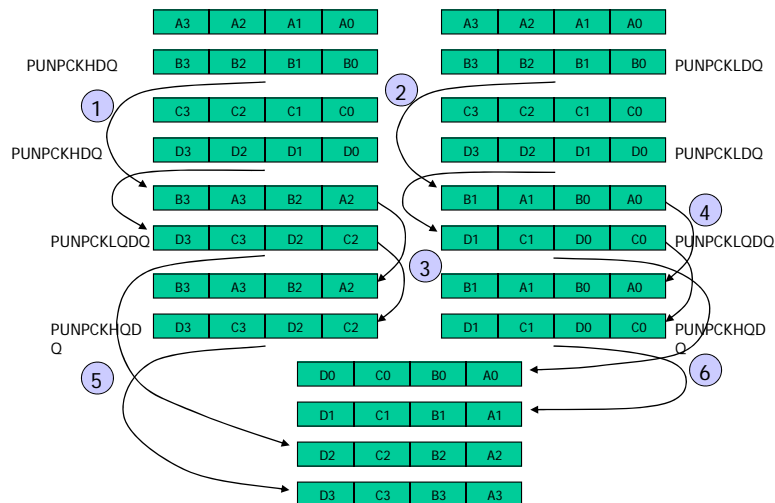 A3 A2 A1 A0 A3 A2 A1 A0
PUNPCKHDQ B3 B2 B1 B0 B3 B2 B1 B0 PUNPCKLDQ
1 C3 C2 C1 C0 2 C3 C2 C1 C0
PUNPCKHDQ D3 D2 D1 D0 D3 D2 D1 D0 PUNPCKLDQ
B3 A3 B2 A2 B1 A1 B0 A0 4
PUNPCKLQDQ D3 C3 D2 C2 D1 C1 D0 C0 PUNPCKLQDQ
3
B3 A3 B2 A2 B1 A1 B0 A0
PUNPCKHQD D3 C3 D2 C2 D1 C1 D0 C0 PUNPCKHQD
Q Q
5 D0 C0 B0 A0 6
D1 C1 B1 A1
D2 C2 B2 A2
D3 C3 B3 A3